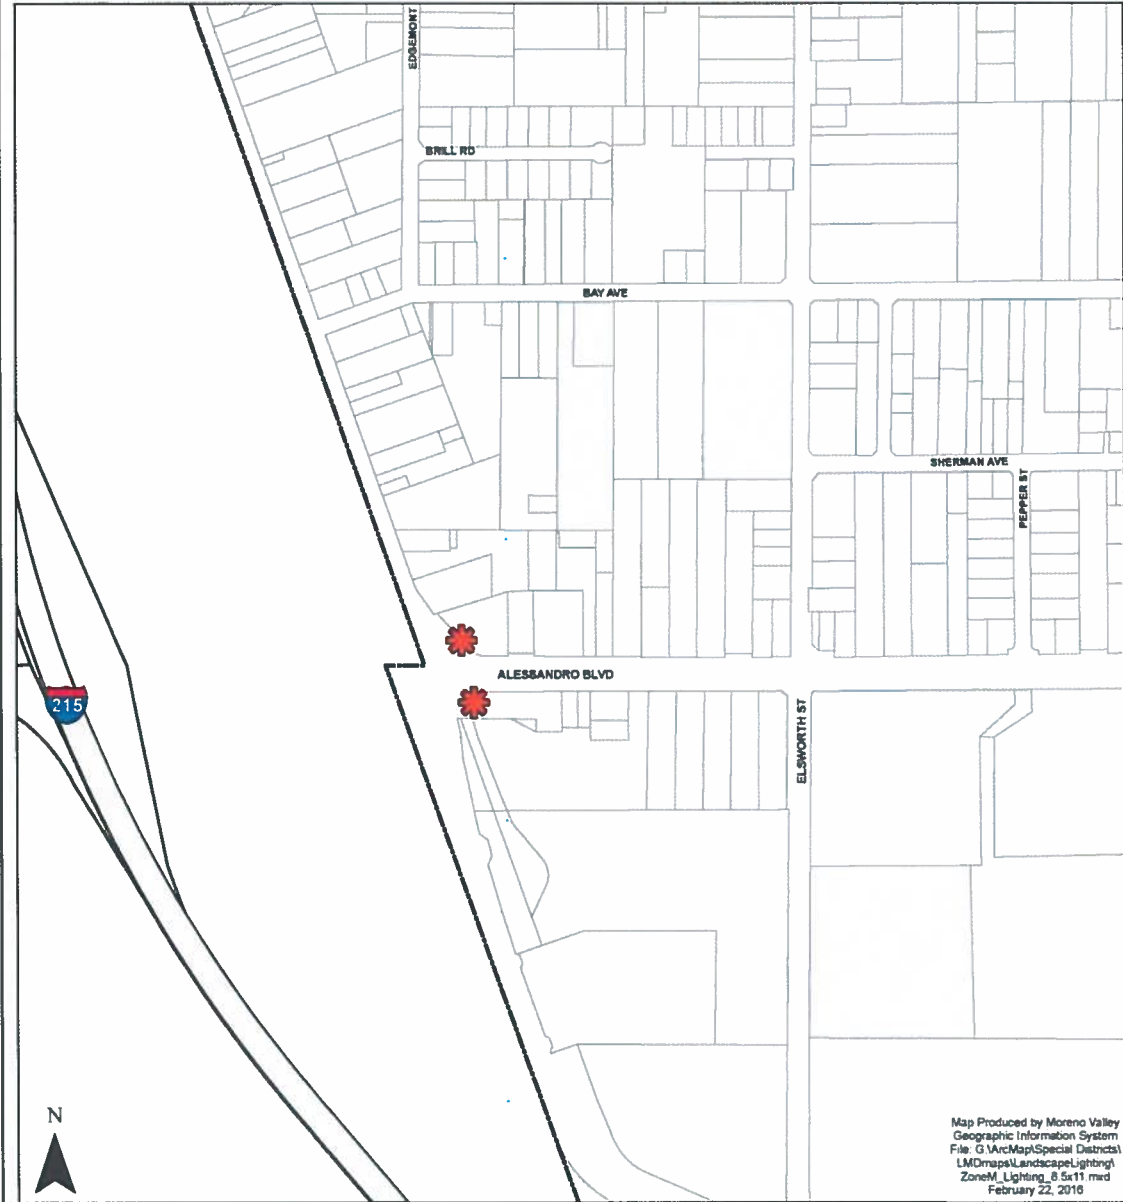 EDGEMONT
BRILL RD
BAY AVE
SHERMAN AVE
PEPPER ST
ALESSANDRO BLVD
215
ELSWORTH ST
N
Map Produced by Moreno Valley
Geographic Information System
File: G:\ArcMap\Special Districts\
LMDmaps\LandscapeLighting\
ZoneM_Lighting_8.5x11.mxd
February 22, 2016